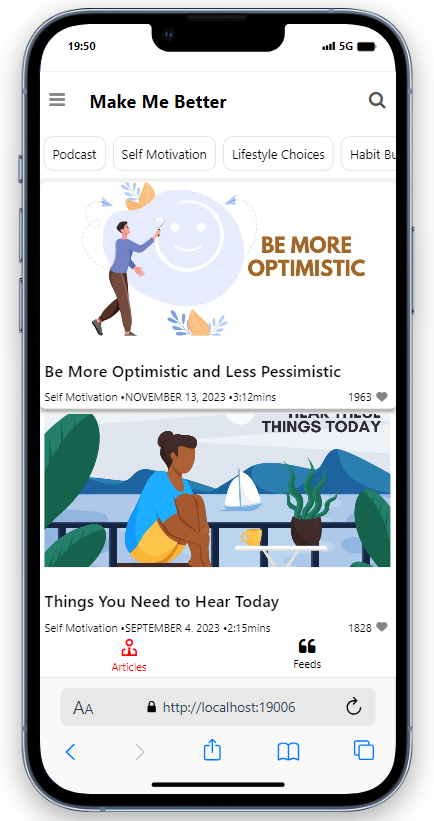 19:50
5G
Make Me Better
Podcast
Self Motivation
Lifestyle Choices
Habit Bu
BE MORE
OPTIMISTIC
Be More Optimistic and Less Pessimistic
Self Motivation •NOVEMBER 13, 2023 •3:12mins 1963
HEAR THESE
THINGS TODAY
Things You Need to Hear Today
Self Motivation •SEPTEMBER 4, 2023 •2:15mins 1828
Articles
Feeds
AA
http://localhost:19006